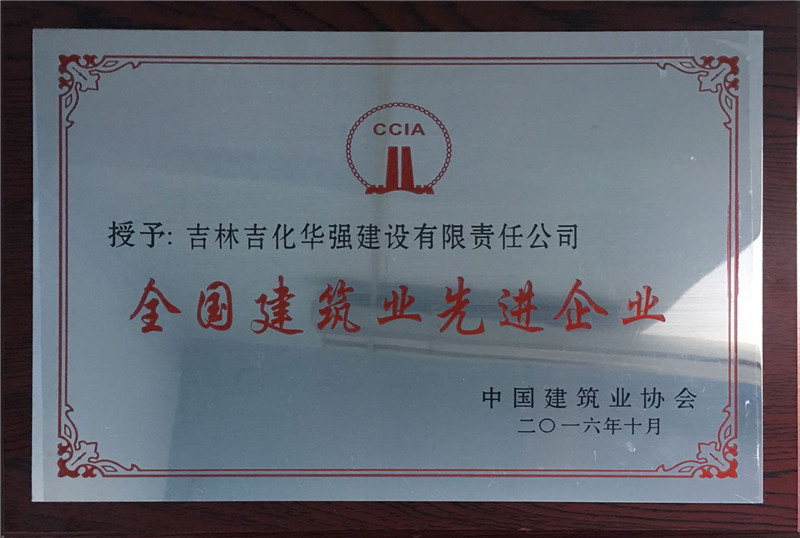 CCIA
授予: 吉林吉化华强建设有限责任公司
全国建筑业先进企业
中国建筑业协会
二〇一六年十月